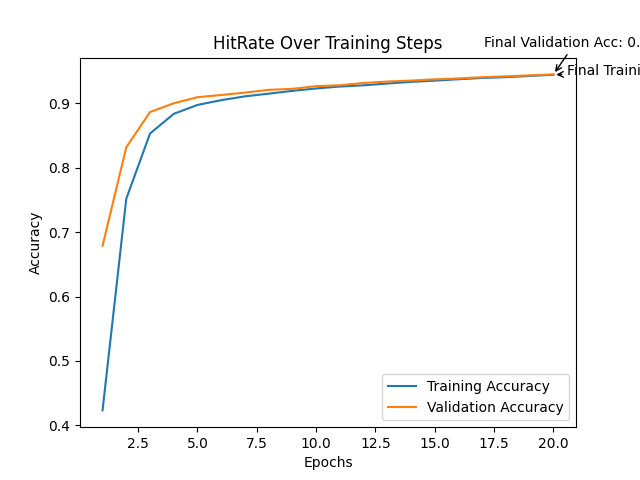 HitRate Over Training Steps
Final Validation Acc: 0.
Final
Accuracy
0.9
0.8
0.7
0.6
0.5
0.4
2.5
5.0
7.5
10.0
12.5
15.0
17.5
20.0
Epochs
Training Accuracy
Validation Accuracy